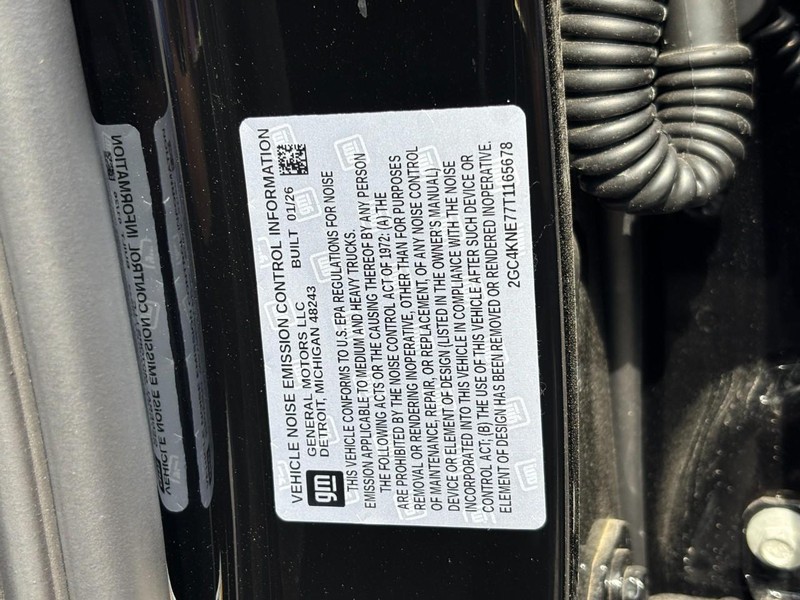 VEHICLE NOISE EMISSION CONTROL INFORMATION
gm
GENERAL MOTORS LLC
DETROIT, MICHIGAN 48243 BUILT 01/26
THIS VEHICLE CONFORMS TO U.S. EPA REGULATIONS FOR NOISE
EMISSION APPLICABLE TO MEDIUM AND HEAVY TRUCKS.
THE FOLLOWING ACTS OR THE CAUSING THEREOF BY ANY PERSON
ARE PROHIBITED BY THE NOISE CONTROL ACT OF 1972: (A) THE
REMOVAL OR RENDERING INOPERATIVE, OTHER THAN FOR PURPOSES
OF MAINTENANCE, REPAIR, OR REPLACEMENT, OF ANY NOISE CONTROL
DEVICE OR ELEMENT OF DESIGN (LISTED IN THE OWNER'S MANUAL)
INCORPORATED INTO THIS VEHICLE IN COMPLIANCE WITH THE NOISE
CONTROL ACT; (B) THE USE OF THIS VEHICLE AFTER SUCH DEVICE OR
ELEMENT OF DESIGN HAS BEEN REMOVED OR RENDERED INOPERATIVE.
2GC4KNE77T1165678